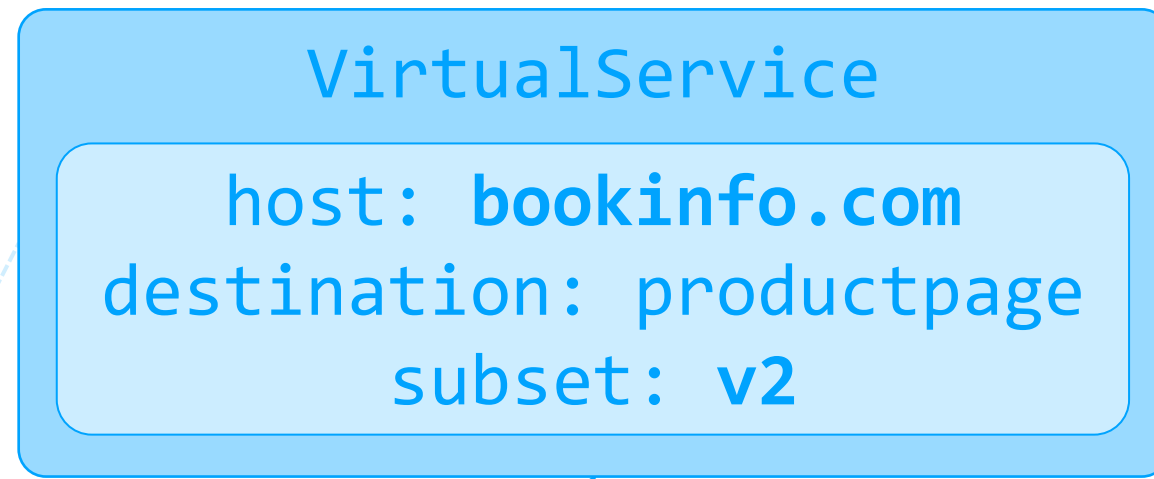 VirtualService
host: bookinfo.com
destination: productpage
subset: v2